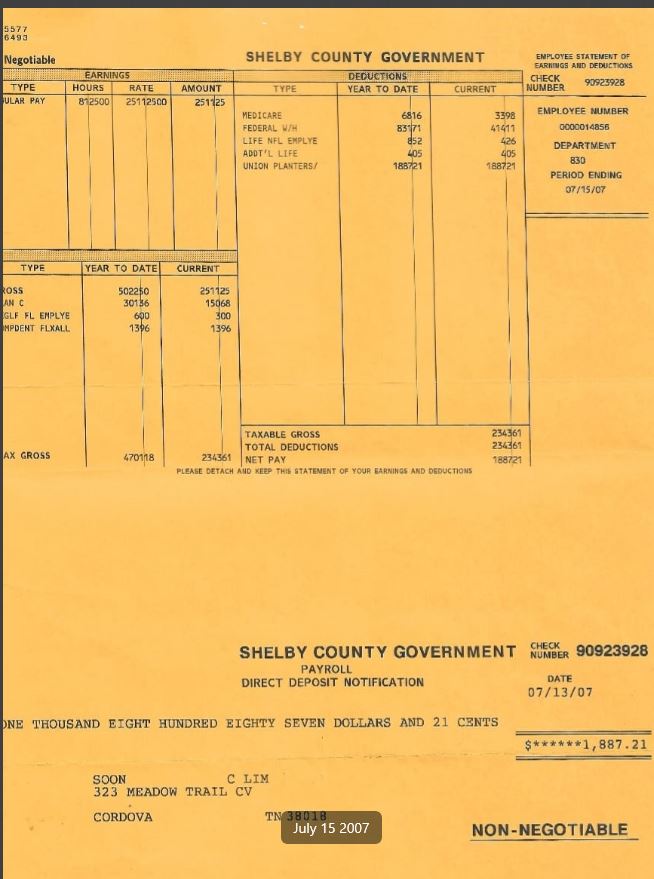 5577
6493
Negotiable
SHELBY COUNTY GOVERNMENT
EMPLOYEE STATEMENT OF
EARNINGS AND DEDUCTIONS
CHECK
NUMBER 90923928
EARNINGS
TYPE HOURS RATE AMOUNT
ULAR PAY 812500 25112500 251125
DEDUCTIONS
TYPE YEAR TO DATE CURRENT
MEDICARE 6816 3398
FEDERAL W/H 83171 41411
LIFE NFL EMPLYE 852 426
ADDT'L LIFE 405 405
UNION PLANTERS/ 188721 188721
EMPLOYEE NUMBER
0000014856
DEPARTMENT
830
PERIOD ENDING
07/15/07
TYPE YEAR TO DATE CURRENT
ROSS 502250 251125
AN C 30136 15068
GLF FL EMPLYE 600 300
MPDENT FLXALL 1396 1396
AX GROSS 470118 234361
TAXABLE GROSS 234361
TOTAL DEDUCTIONS 234361
NET PAY 188721
PLEASE DETACH AND KEEP THIS STATEMENT OF YOUR EARNINGS AND DEDUCTIONS
SHELBY COUNTY GOVERNMENT
CHECK
NUMBER 90923928
PAYROLL
DIRECT DEPOSIT NOTIFICATION
DATE
07/13/07
ONE THOUSAND EIGHT HUNDRED EIGHTY SEVEN DOLLARS AND 21 CENTS
$******1,887.21
SOON C LIM
323 MEADOW TRAIL CV
CORDOVA TN 38018
July 15 2007
NON-NEGOTIABLE